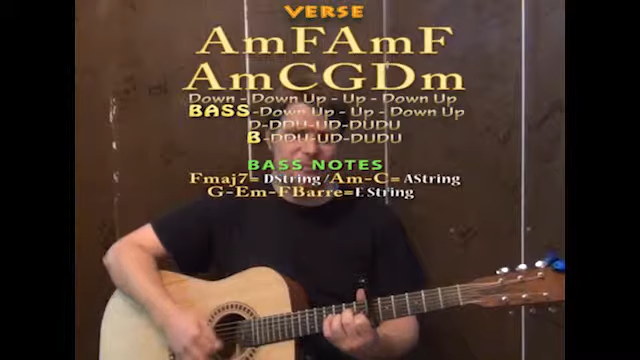 VERSE
AmFAmF
AmCGDm
Down - Down Up - Up - Down Up
BASS-Down Up - Up - Down Up
D-DDU-UD-DUDU
B-DDU-UD-DUDU
BASS NOTES
Fmaj7= DString/Am-C= AString
G-Em-FBarre=E String